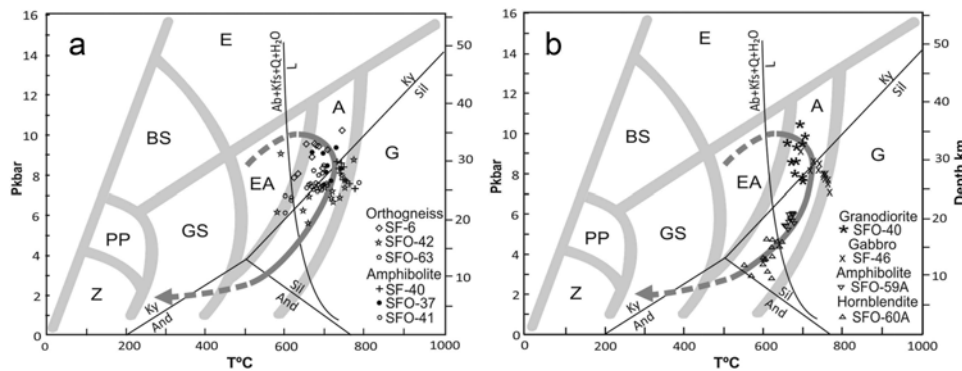 a
16
14
12
10
8
6
4
2
0
Pkbar
0
200
400
600
800
1000
T°C
50
40
30
20
10
E
BS
EA
GS
PP
Z
A
G
Ab+Kfs+Q+H₂O
L
Ky
Sil
Sil
And
Ky
And
Orthogneiss
◇ SF-6
☆ SFO-42
○ SFO-63
Amphibolite
+ SF-40
• SFO-37
○ SFO-41
b
16
14
12
10
8
6
4
2
0
Pkbar
0
200
400
600
800
1000
T°C
50
40
30
20
10
Depth km
E
BS
EA
GS
PP
Z
A
G
Ab+Kfs+Q+H₂O
L
Ky
Sil
Sil
And
Ky
And
Granodiorite
✱ SFO-40
Gabbro
x SF-46
Amphibolite
▽ SFO-59A
Hornblendite
△ SFO-60A